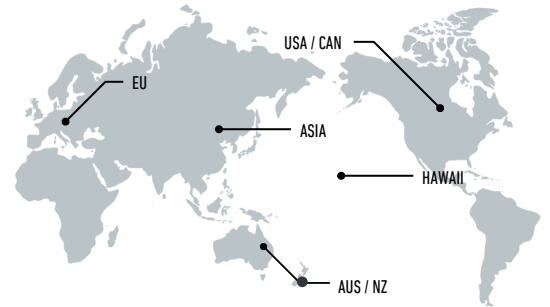 USA / CAN
EU
ASIA
HAWAII
AUS / NZ